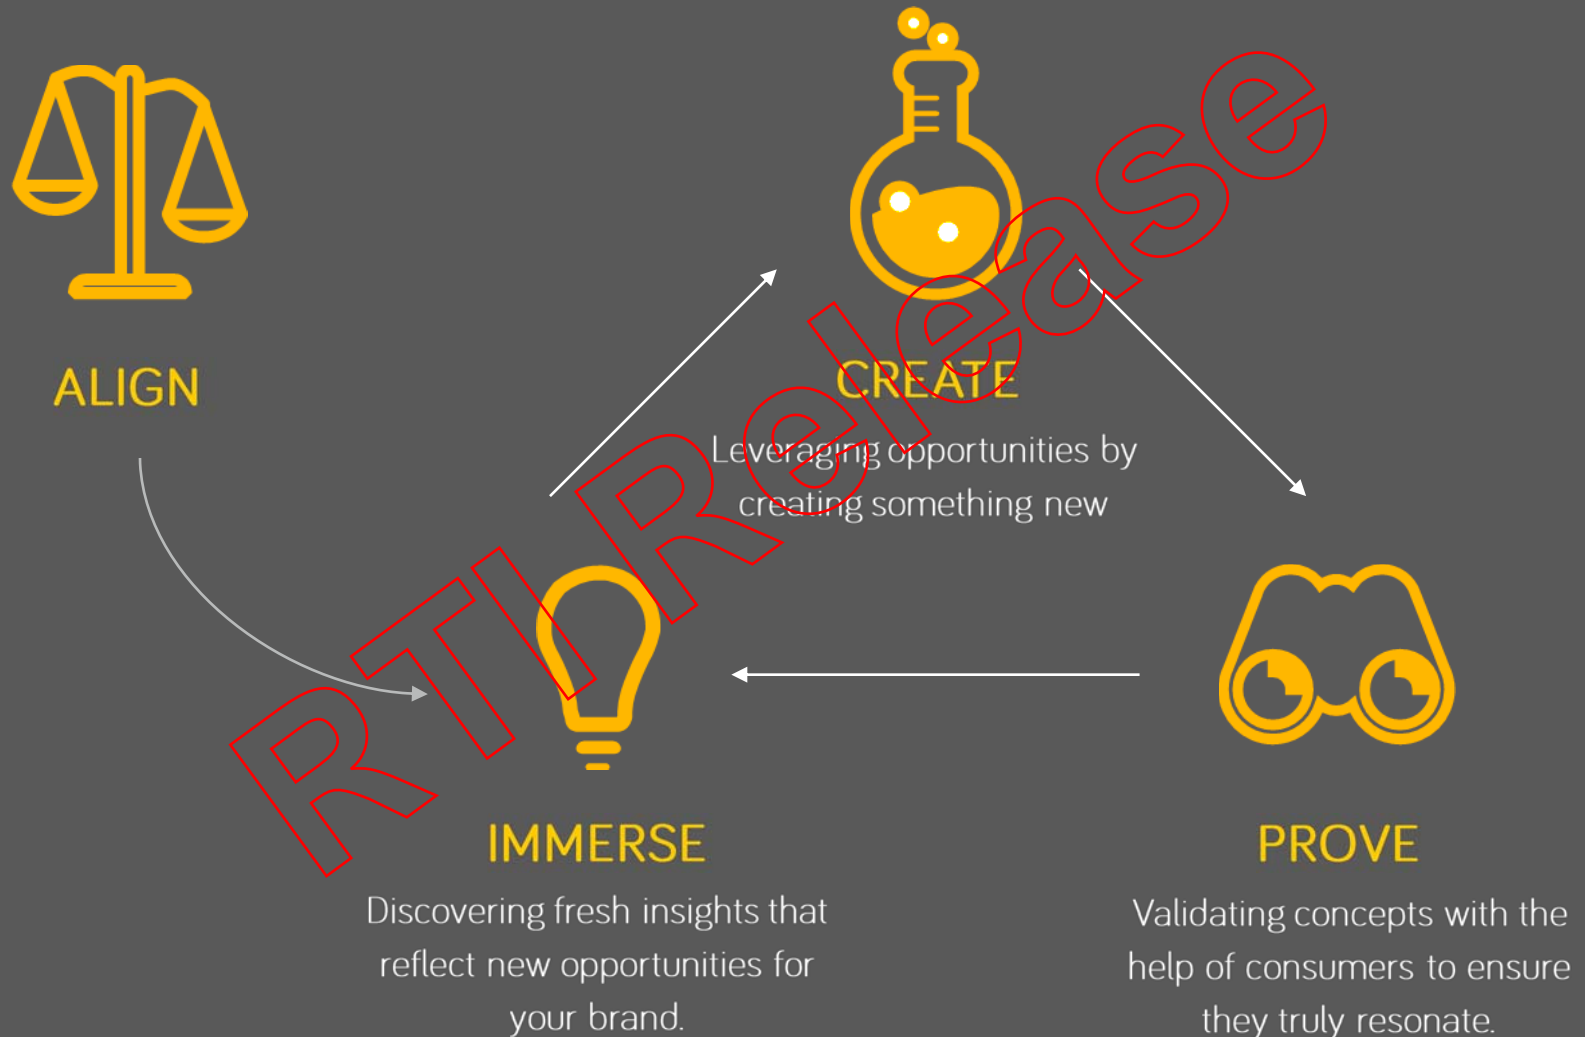 ALIGN
CREATE
Leveraging opportunities by
creating something new
IMMERSE
Discovering fresh insights that
reflect new opportunities for
your brand.
PROVE
Validating concepts with the
help of consumers to ensure
they truly resonate.
RTI Release